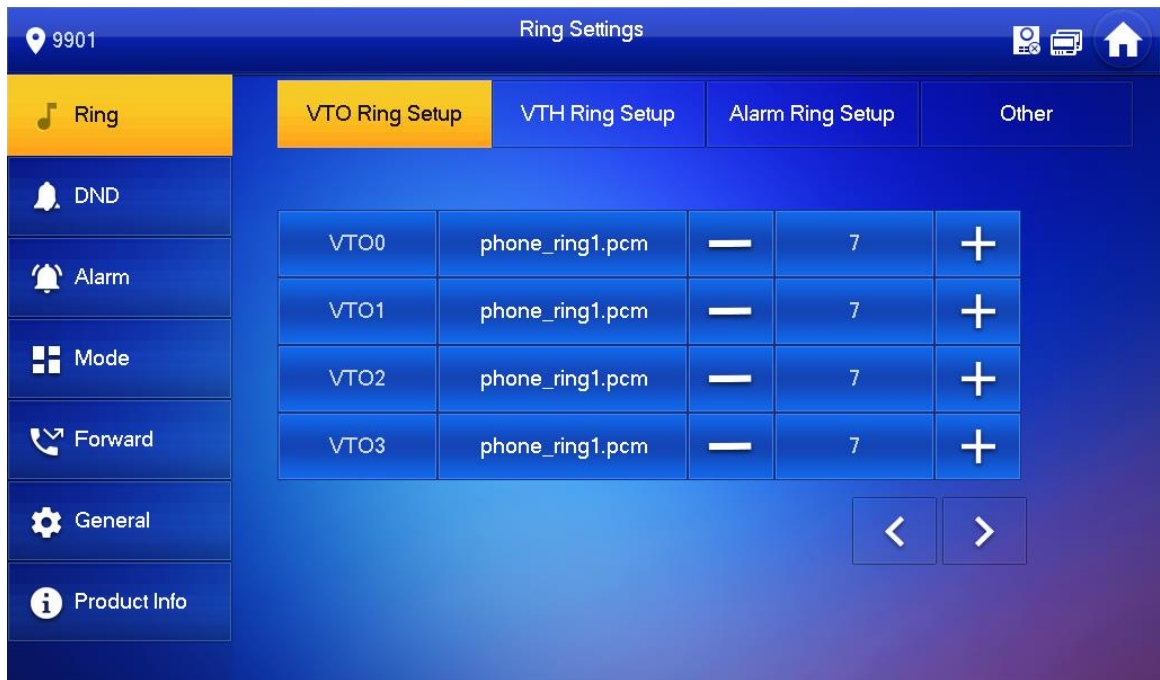 9901
Ring Settings
Ring
DND
Alarm
Mode
Forward
General
Product Info
VTO Ring Setup
VTH Ring Setup
Alarm Ring Setup
Other
VTO0 phone_ring1.pcm 7
VTO1 phone_ring1.pcm 7
VTO2 phone_ring1.pcm 7
VTO3 phone_ring1.pcm 7